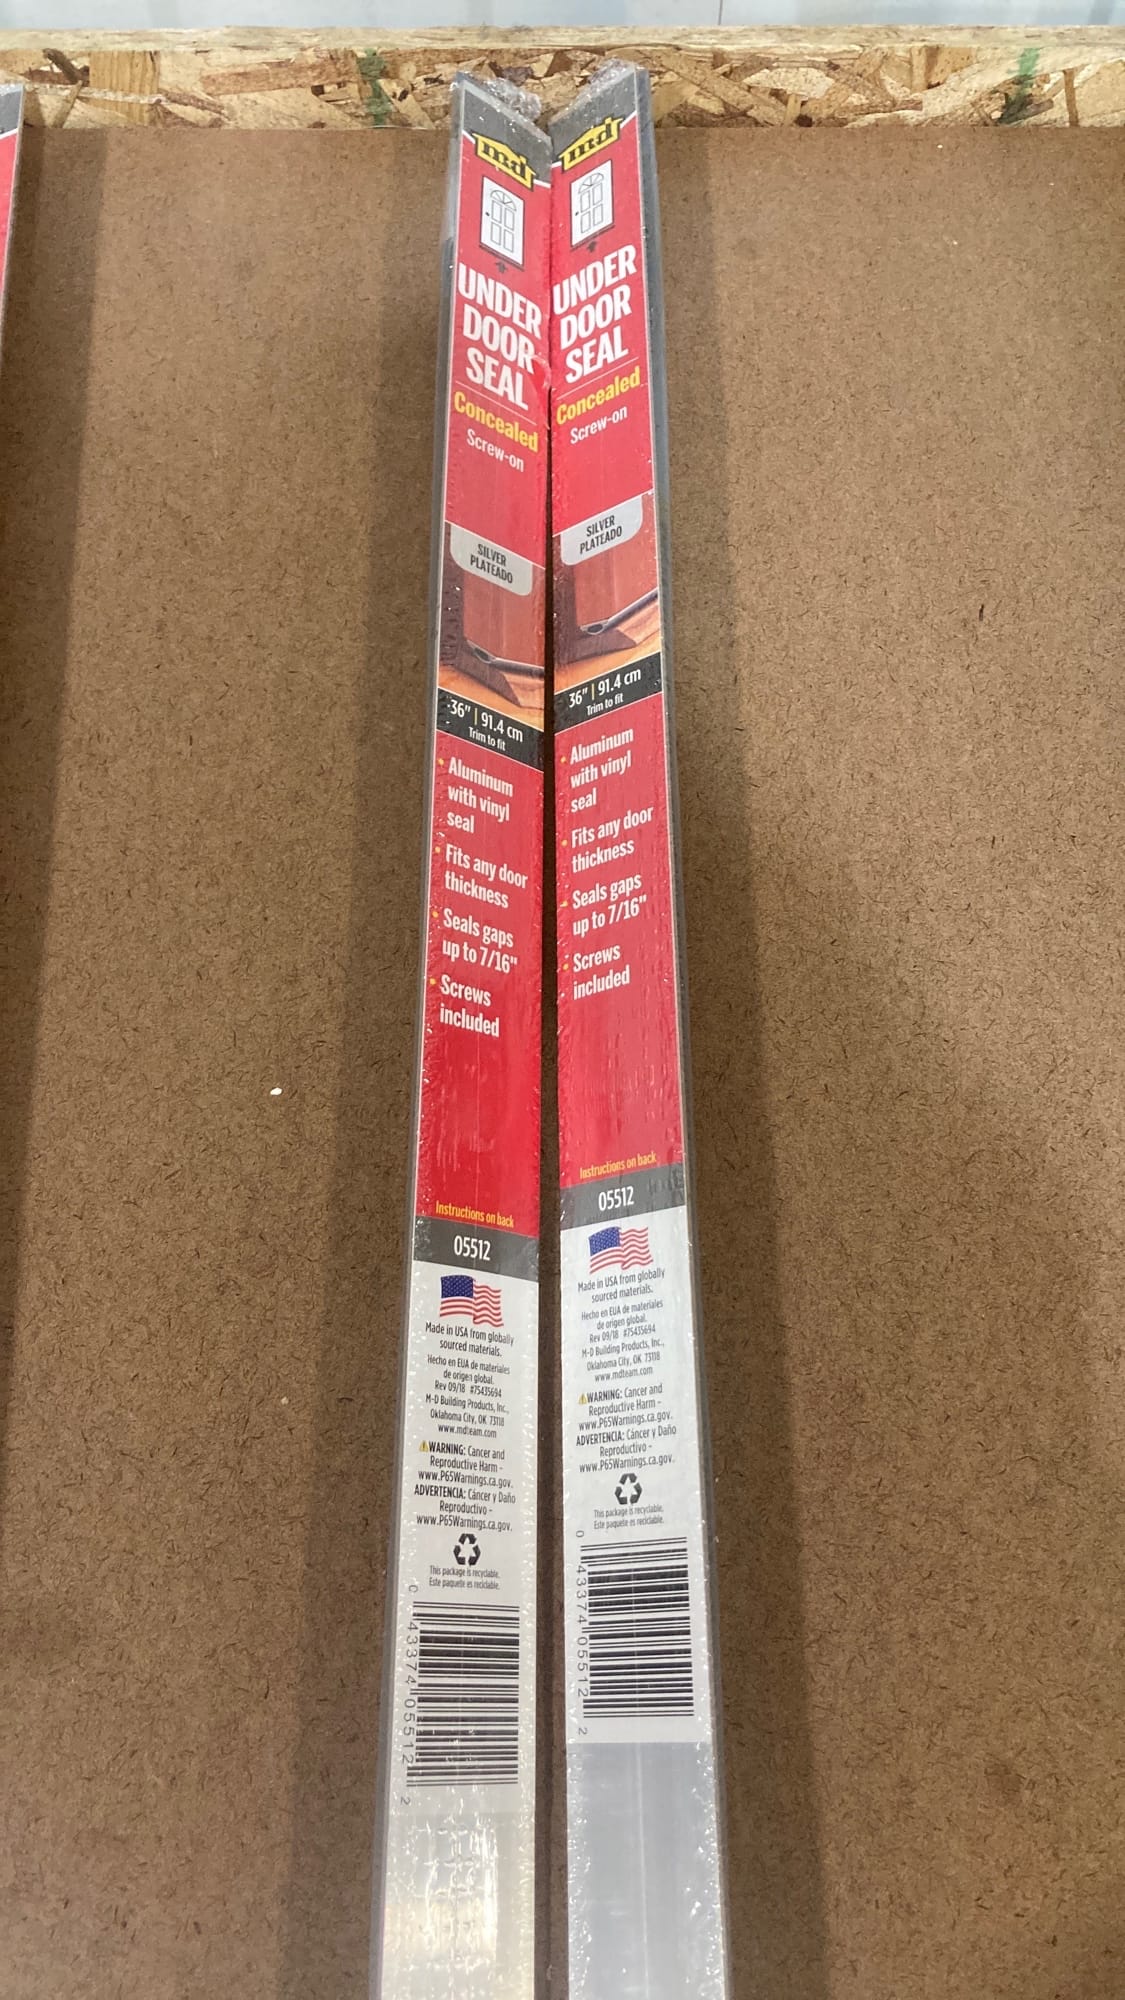 md
UNDER
DOOR
SEAL
Concealed
Screw-on
SILVER
PLATEADO
36" | 91.4 cm
Trim to fit
• Aluminum
with vinyl
seal
• Fits any door
thickness
• Seals gaps
up to 7/16"
• Screws
included
Instructions on back
05512
Made in USA from globally
sourced materials.
Hecho en EUA de materiales
de origen global.
Rev 09/18 #75435694
M-D Building Products, Inc.,
Oklahoma City, OK 73118
www.mdteam.com
WARNING: Cancer and
Reproductive Harm -
www.P65Warnings.ca.gov.
ADVERTENCIA: Cáncer y Daño
Reproductivo -
www.P65Warnings.ca.gov.
This package is recyclable.
Este paquete es reciclable.
0 43374 05512 2
md
UNDER
DOOR
SEAL
Concealed
Screw-on
SILVER
PLATEADO
36" | 91.4 cm
Trim to fit
• Aluminum
with vinyl
seal
• Fits any door
thickness
• Seals gaps
up to 7/16"
• Screws
included
Instructions on back
05512
Made in USA from globally
sourced materials.
Hecho en EUA de materiales
de origen global.
Rev 09/18 #75435694
M-D Building Products, Inc.,
Oklahoma City, OK 73118
www.mdteam.com
WARNING: Cancer and
Reproductive Harm -
www.P65Warnings.ca.gov.
ADVERTENCIA: Cáncer y Daño
Reproductivo -
www.P65Warnings.ca.gov.
This package is recyclable.
Este paquete es reciclable.
0 43374 05512 2